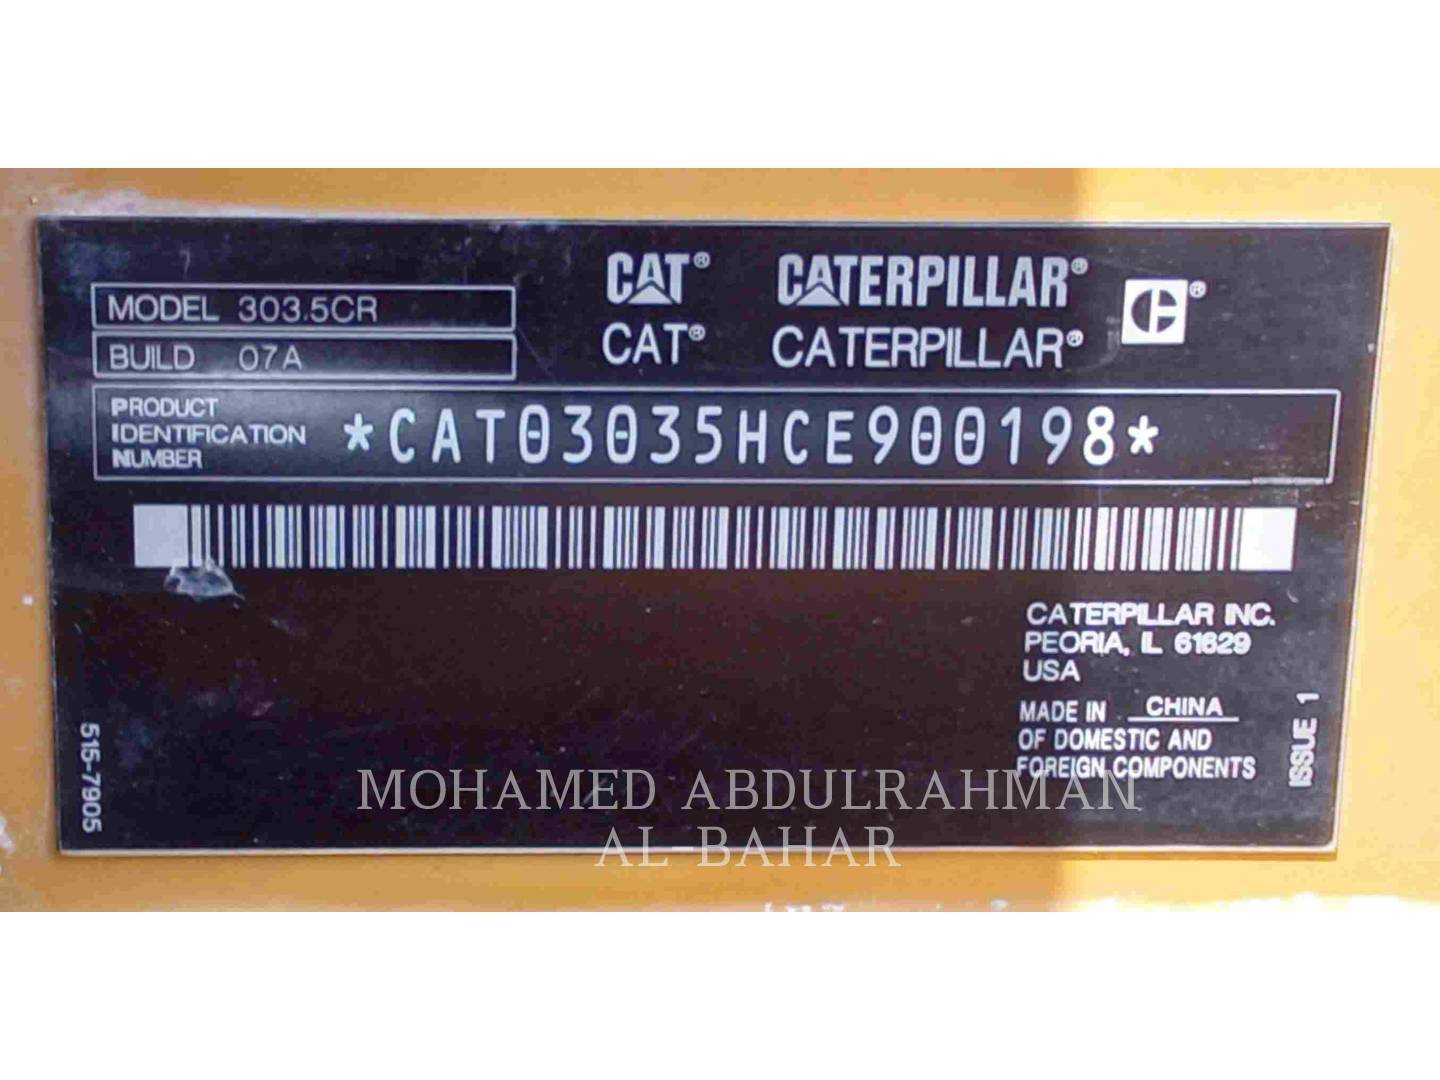 CAT® CATERPILLAR®
CAT® CATERPILLAR®
MODEL 303.5CR
BUILD 07A
PRODUCT
IDENTIFICATION
NUMBER
*CAT03035HCE900198*
CATERPILLAR INC.
PEORIA, IL 61629
USA
MADE IN CHINA
OF DOMESTIC AND
FOREIGN COMPONENTS
ISSUE 1
515-7905
MOHAMED ABDULRAHMAN
AL-BAHAR